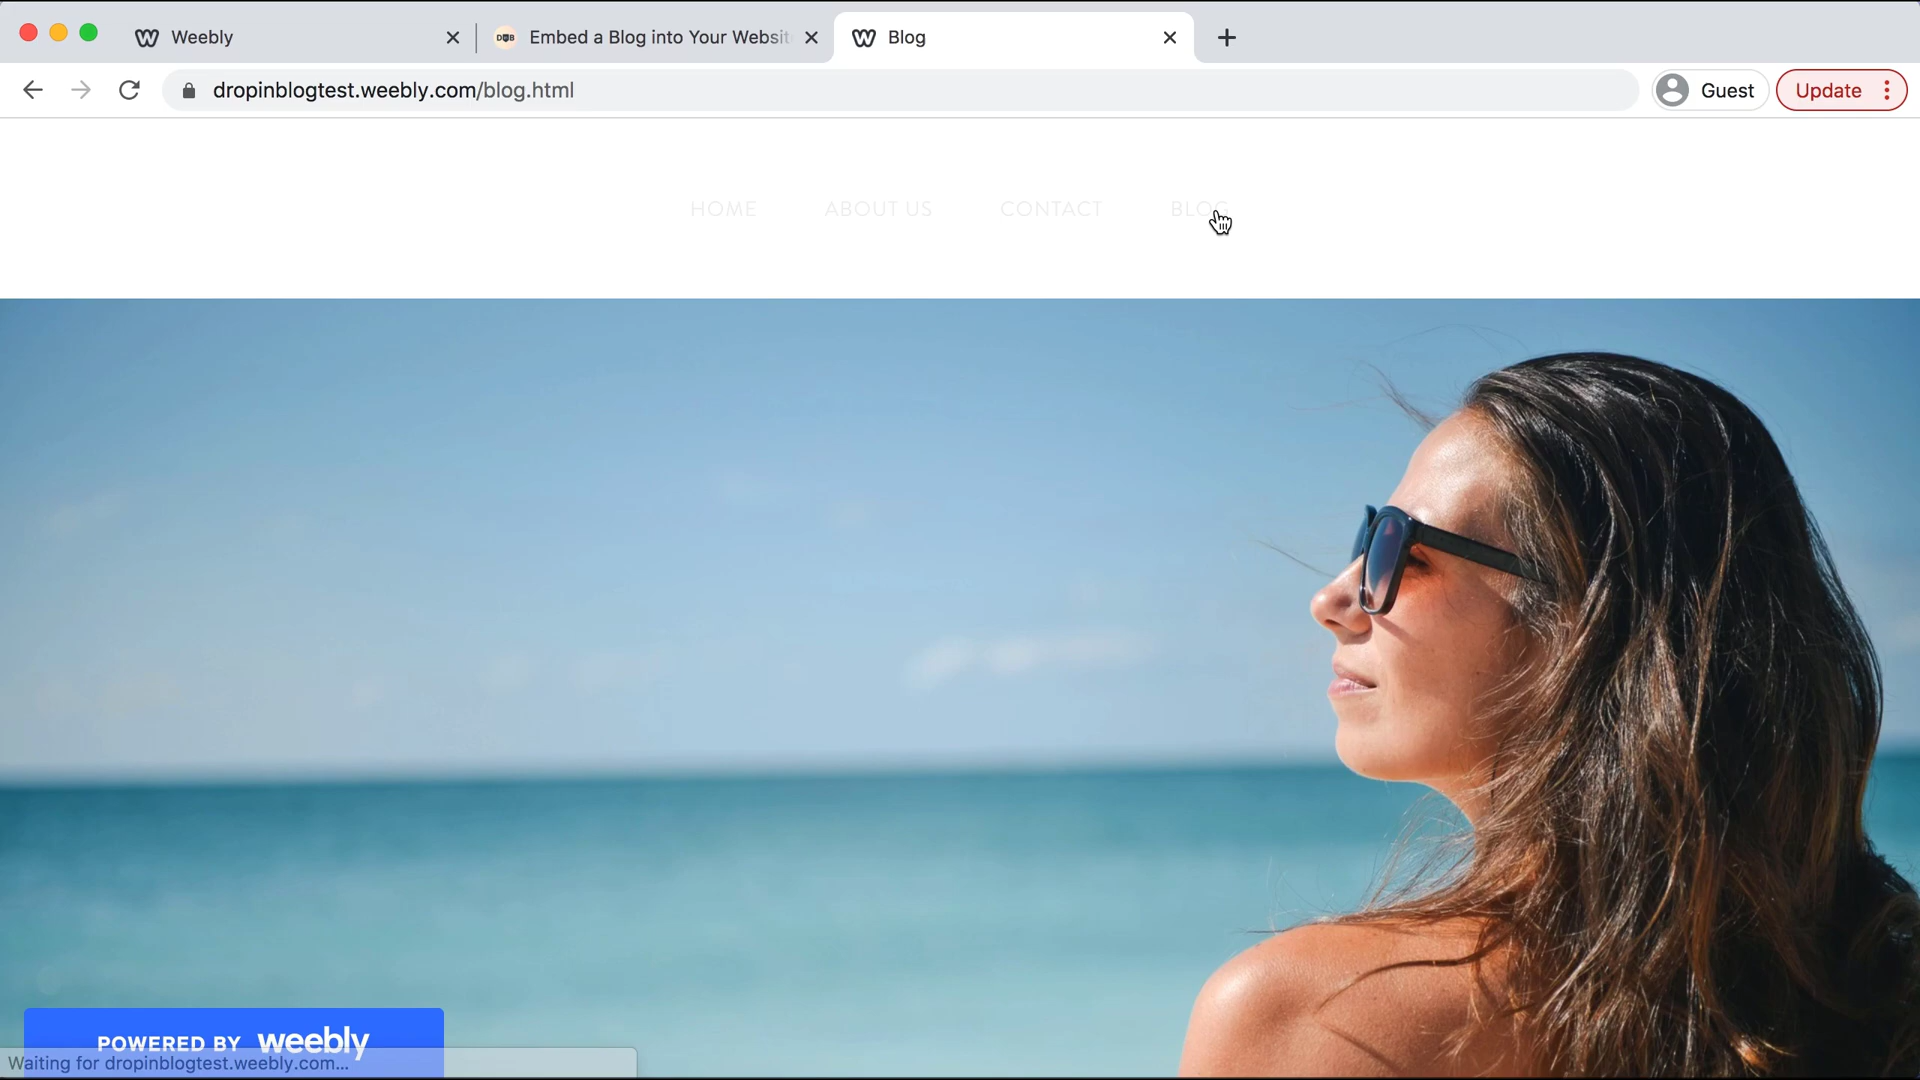 Weebly
Embed a Blog into Your Websit
Blog
dropinblogtest.weebly.com/blog.html
Guest
Update
HOME
ABOUT US
CONTACT
BLOG
POWERED BY weebly
Waiting for dropinblogtest.weebly.com...